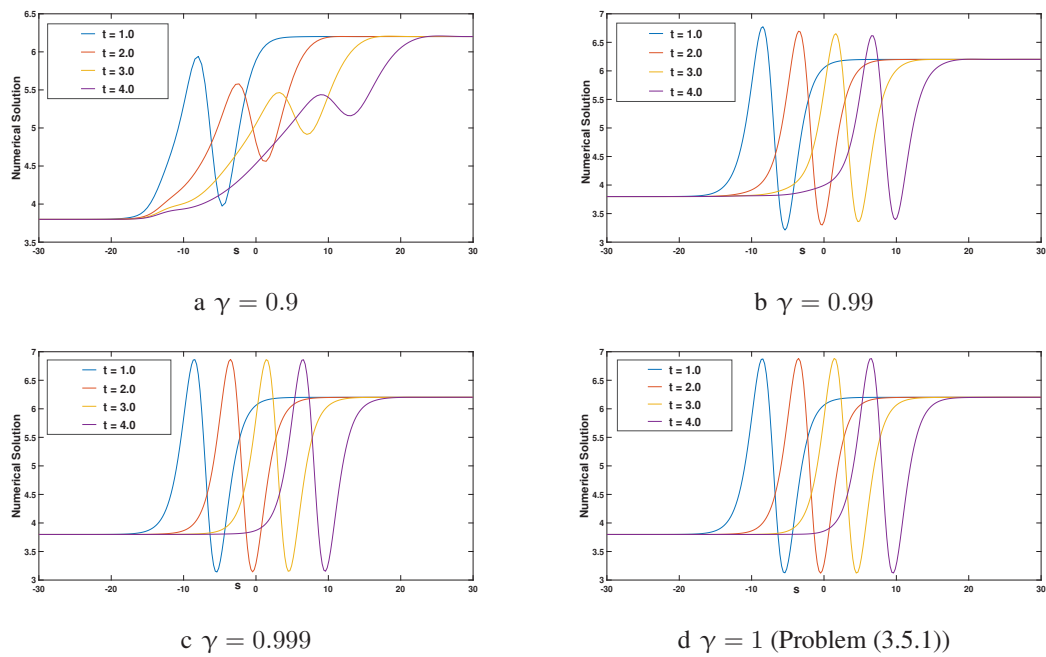 6.5
6
5.5
5
4.5
4
3.5
Numerical Solution
t = 1.0
t = 2.0
t = 3.0
t = 4.0
-30 -20 -10 0 10 20 30
s
a γ = 0.9
7
6.5
6
5.5
5
4.5
4
3.5
3
Numerical Solution
t = 1.0
t = 2.0
t = 3.0
t = 4.0
-30 -20 -10 0 10 20 30
s
b γ = 0.99
7
6.5
6
5.5
5
4.5
4
3.5
3
Numerical Solution
t = 1.0
t = 2.0
t = 3.0
t = 4.0
-30 -20 -10 0 10 20 30
s
c γ = 0.999
7
6.5
6
5.5
5
4.5
4
3.5
3
Numerical Solution
t = 1.0
t = 2.0
t = 3.0
t = 4.0
-30 -20 -10 0 10 20 30
s
d γ = 1 (Problem (3.5.1))